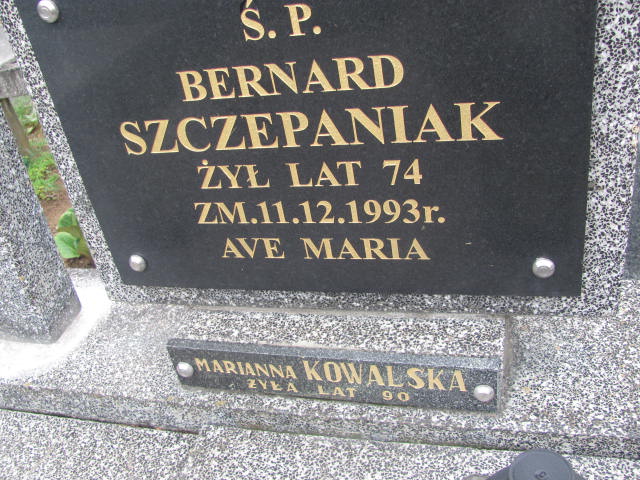 Ś. P.
BERNARD
SZCZEPANIAK
ŻYŁ LAT 74
ZM.11.12.1993r.
AVE MARIA
MARIANNA KOWALSKA
ŻYŁA LAT 90